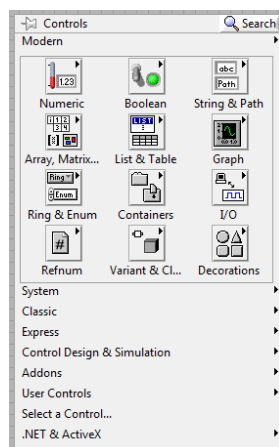 Controls
Search
Modern
1.23
abc
Path
Numeric
Boolean
String & Path
Array, Matrix...
List & Table
Graph
Ring
Enum
Ring & Enum
Containers
I/O
#
Refnum
Variant & Cl...
Decorations
System
Classic
Express
Control Design & Simulation
Addons
User Controls
Select a Control...
.NET & ActiveX